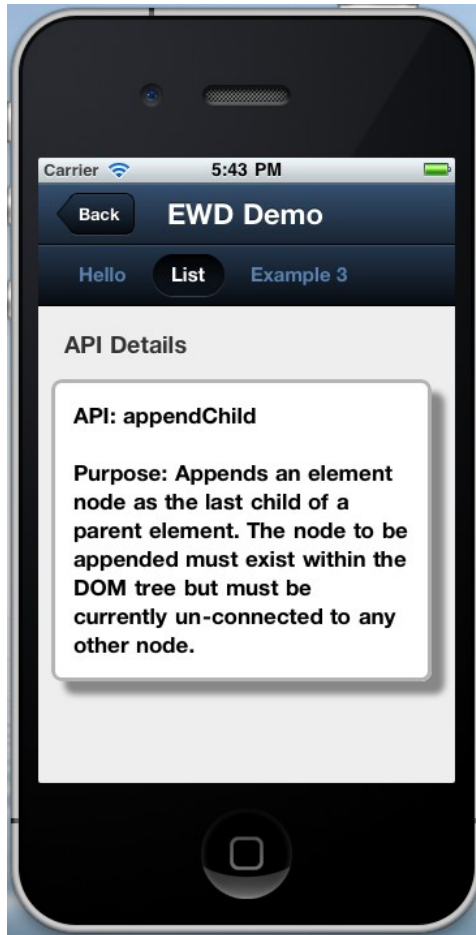 Carrier 5:43 PM
Back EWD Demo
Hello List Example 3
API Details
API: appendChild
Purpose: Appends an element
node as the last child of a
parent element. The node to be
appended must exist within the
DOM tree but must be
currently un-connected to any
other node.